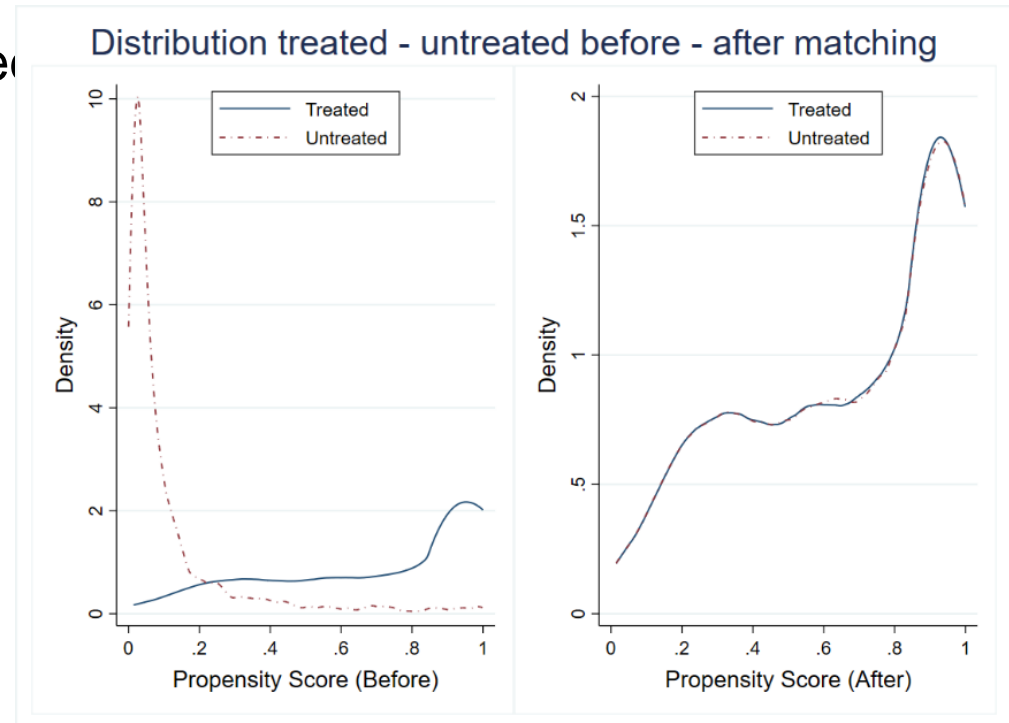 Distribution treated - untreated before - after matching
Treated
Untreated
Density
0
2
4
6
8
10
0 .2 .4 .6 .8 1
Propensity Score (Before)
Treated
Untreated
Density
0
.5
1
1.5
2
0 .2 .4 .6 .8 1
Propensity Score (After)